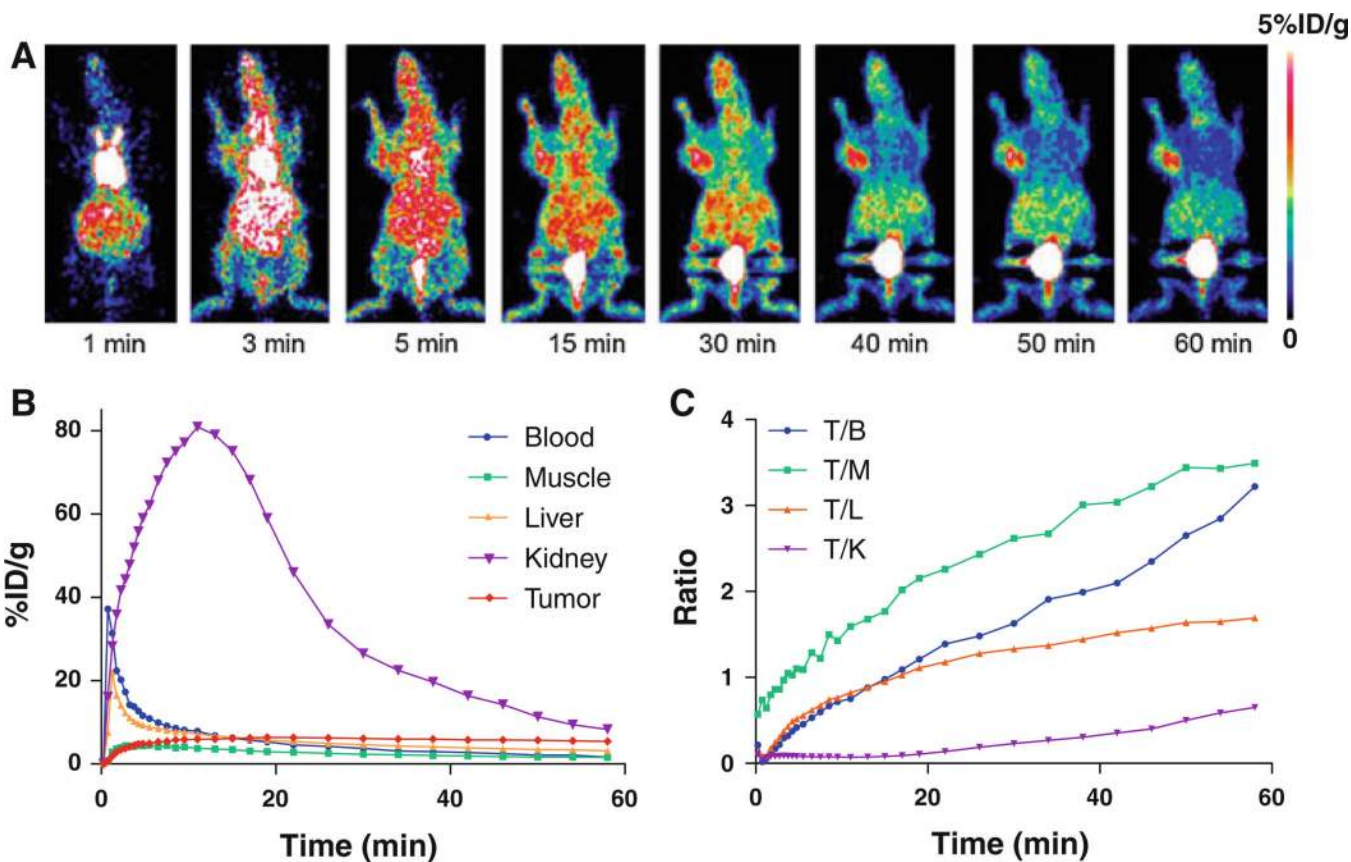 A
5%ID/g
0
1 min
3 min
5 min
15 min
30 min
40 min
50 min
60 min
B
%ID/g
80
60
40
20
0
Blood
Muscle
Liver
Kidney
Tumor
0
20
40
60
Time (min)
C
Ratio
4
3
2
1
0
T/B
T/M
T/L
T/K
0
20
40
60
Time (min)